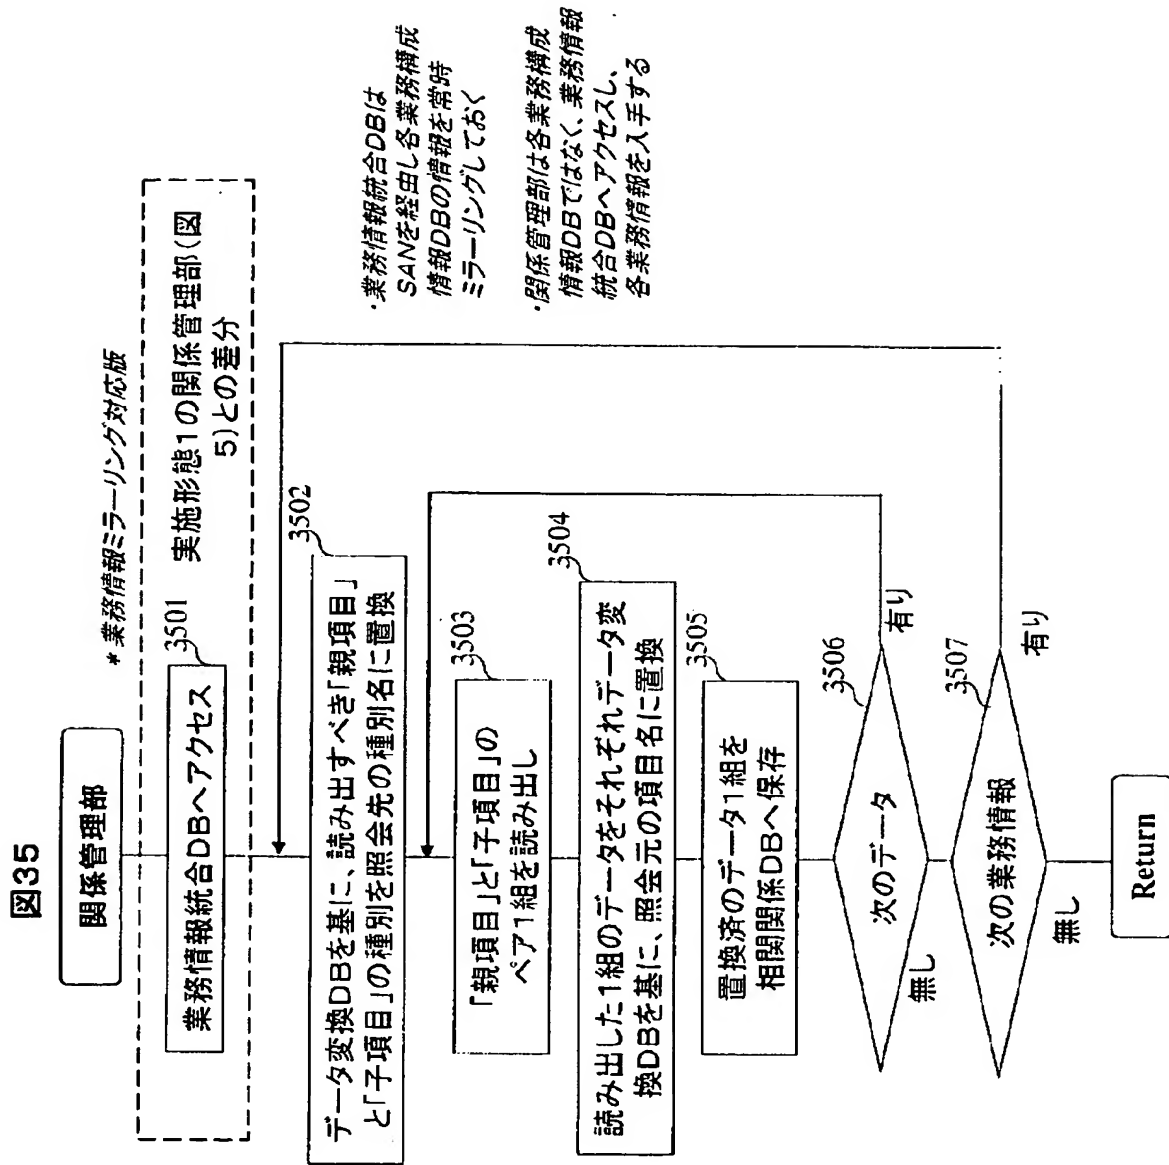 図35
関係管理部
*業務情報ミラーリング対応版
3501
業務情報統合DBへアクセス
実施形態1の関係管理部(図
5)との差分
3502
データ変換DBを基に、読み出すべき「親項目」
と「子項目」の種別を照会先の種別名に置換
3503
「親項目」と「子項目」の
ペア1組を読み出し
3504
読み出した1組のデータをそれぞれデータ変
換DBを基に、照会元の項目名に置換
3505
置換済のデータ1組を
相関関係DBへ保存
3506
次のデータ
有り
無し
3507
次の業務情報
有り
無し
Return
・業務情報統合DBは
SANを経由し各業務構成
情報DBの情報を常時
ミラーリングしておく
・関係管理部は各業務構成
情報DBではなく、業務情報
統合DBへアクセスし、
各業務情報を入手する